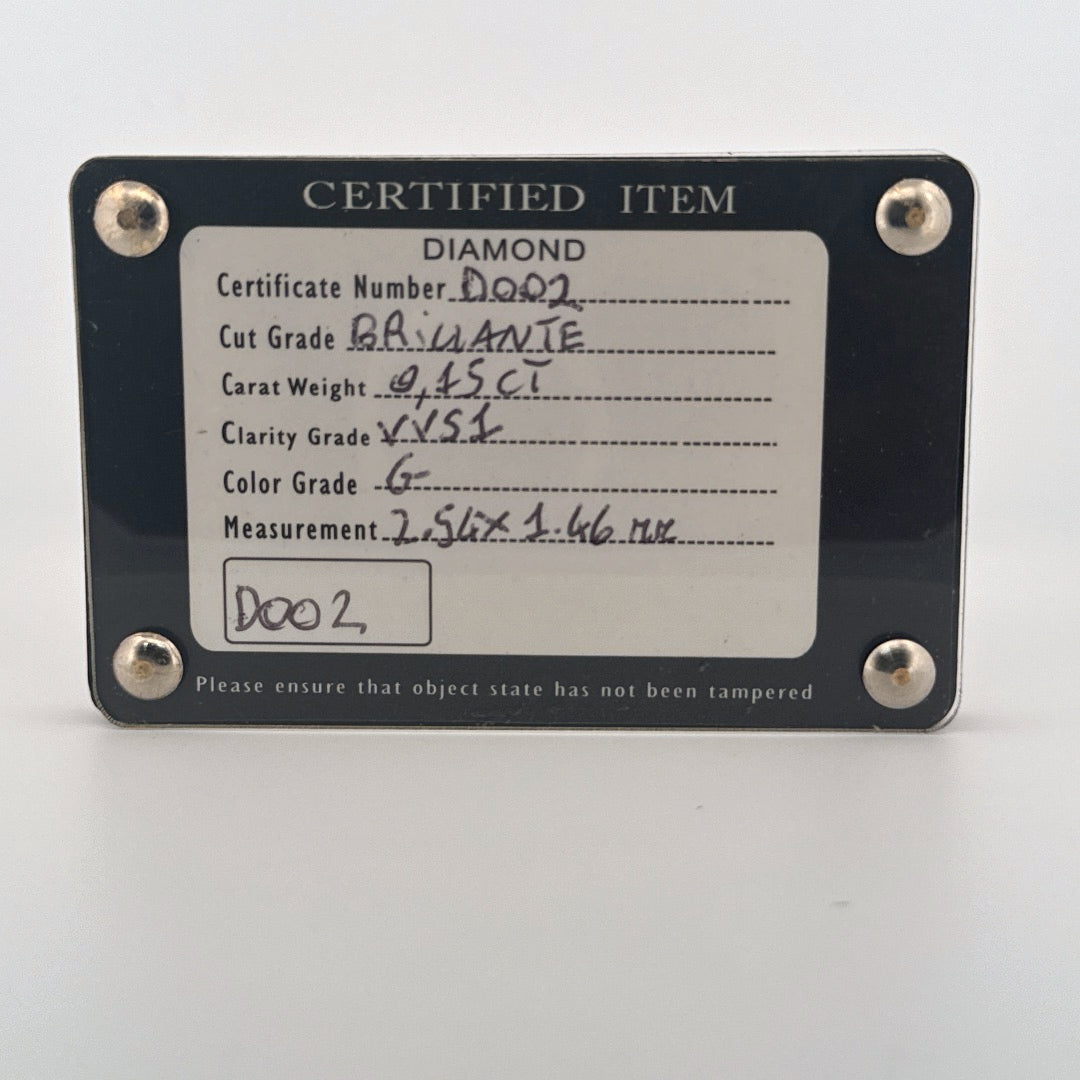 CERTIFIED ITEM
DIAMOND
Certificate Number D002
Cut Grade BRiLLANTE
Carat Weight 0,15 CT
Clarity Grade VVS1
Color Grade G
Measurement 2.54x 1.46 mm
D002
Please ensure that object state has not been tampered